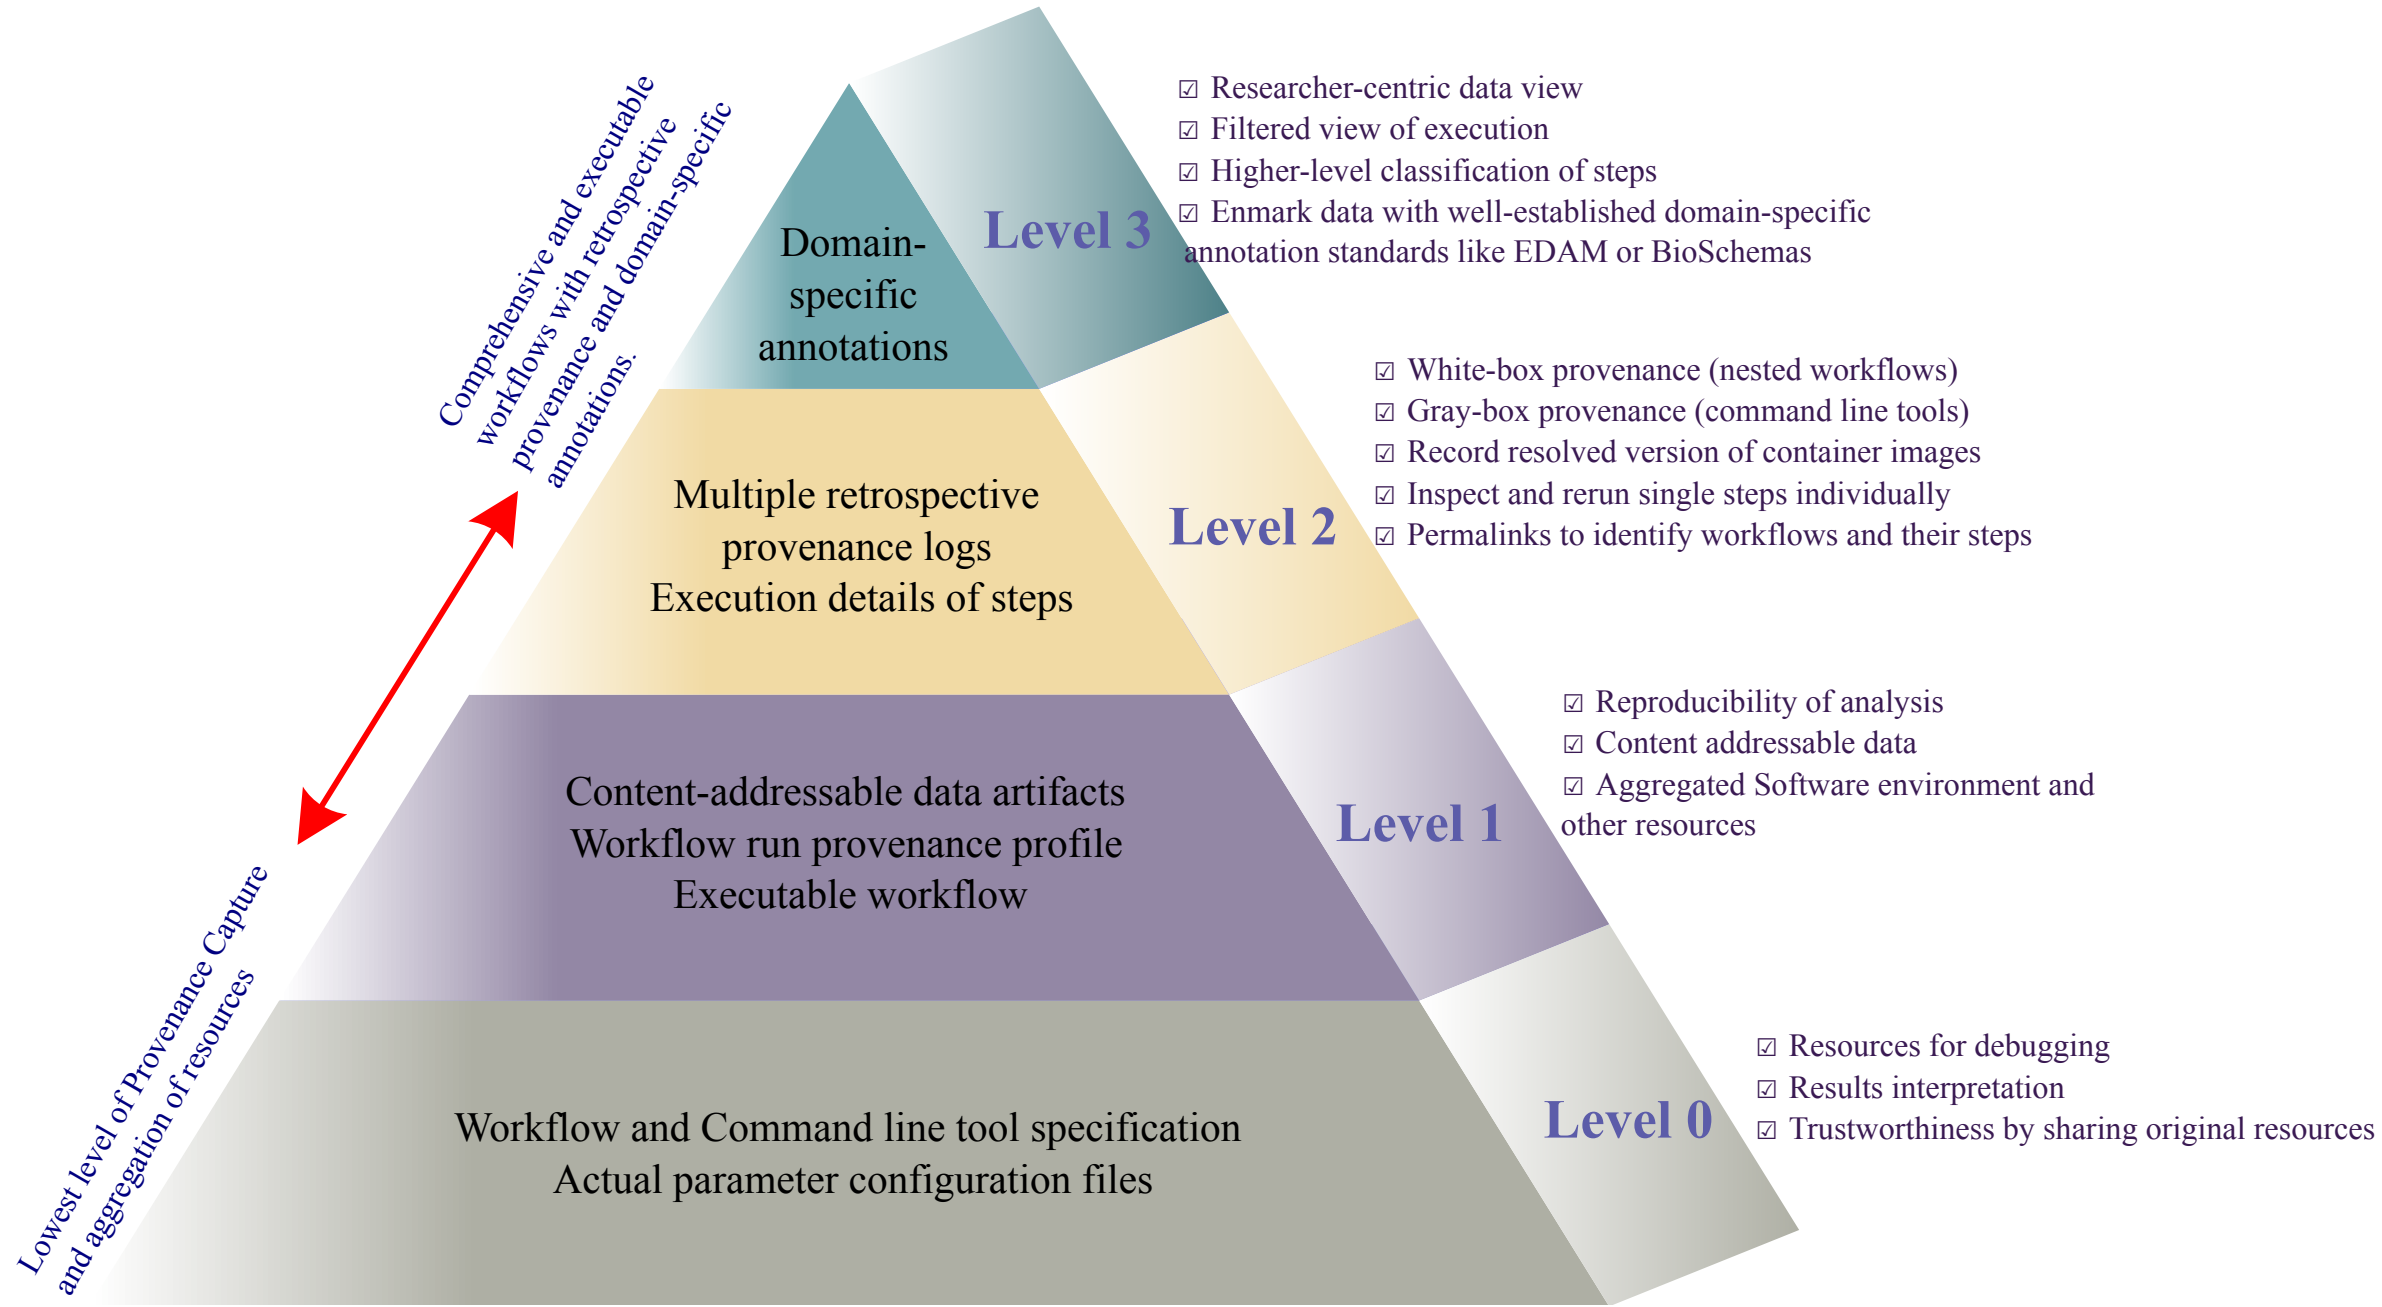 Comprehensive and executable
workflows with retrospective
provenance and domain-specific
annotations.
Lowest level of Provenance Capture
and aggregation of resources
Domain-
specific
annotations
Level 3
☑ Researcher-centric data view
☑ Filtered view of execution
☑ Higher-level classification of steps
☑ Enmark data with well-established domain-specific
annotation standards like EDAM or BioSchemas
Multiple retrospective
provenance logs
Execution details of steps
Level 2
☑ White-box provenance (nested workflows)
☑ Gray-box provenance (command line tools)
☑ Record resolved version of container images
☑ Inspect and rerun single steps individually
☑ Permalinks to identify workflows and their steps
Content-addressable data artifacts
Workflow run provenance profile
Executable workflow
Level 1
☑ Reproducibility of analysis
☑ Content addressable data
☑ Aggregated Software environment and
other resources
Workflow and Command line tool specification
Actual parameter configuration files
Level 0
☑ Resources for debugging
☑ Results interpretation
☑ Trustworthiness by sharing original resources